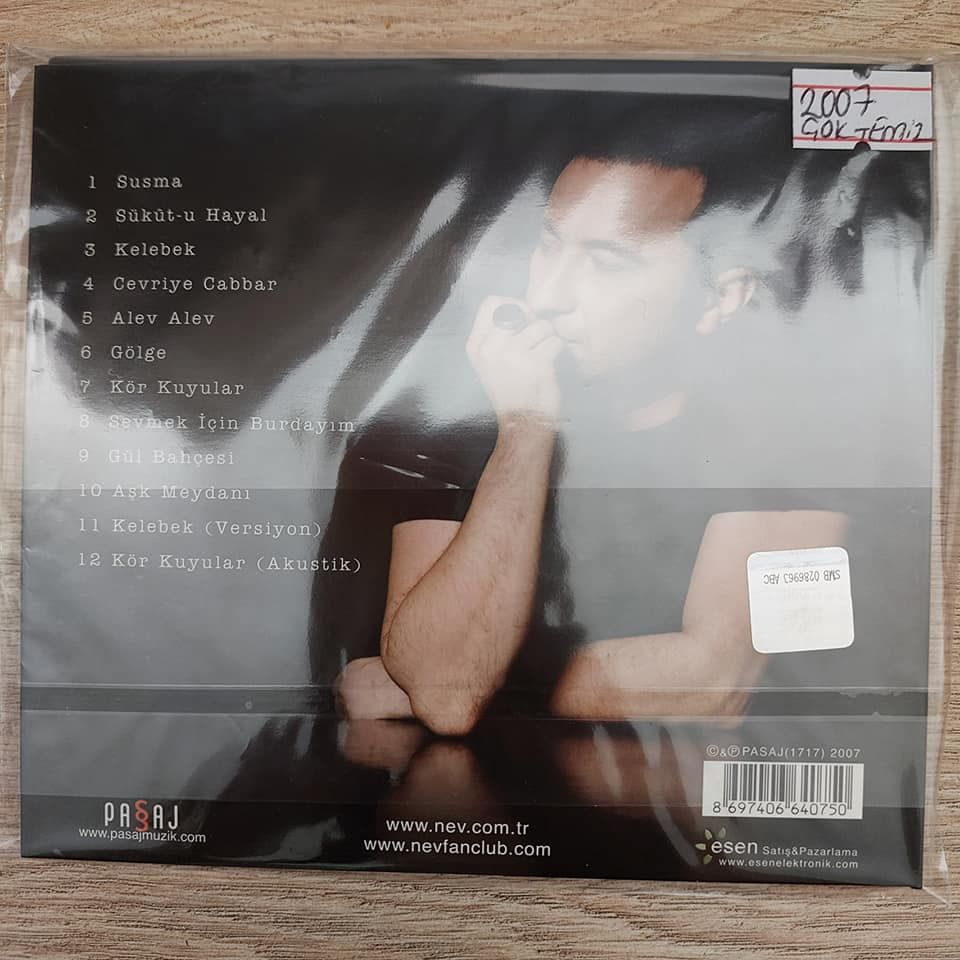 2007
ÇOK TEMİZ
1 Susma
2 Sükût-u Hayal
3 Kelebek
4 Cevriye Cabbar
5 Alev Alev
6 Gölge
7 Kör Kuyular
8 Sevmek İçin Burdayım
9 Gül Bahçesi
10 Aşk Meydanı
11 Kelebek (Versiyon)
12 Kör Kuyular (Akustik)
SMB 0286963 ABC
©&℗ PASAJ(1717) 2007
8 697406 640750
PASAJ
www.pasajmuzik.com
www.nev.com.tr
www.nevfanclub.com
esen Satış&Pazarlama
www.esenelektronik.com